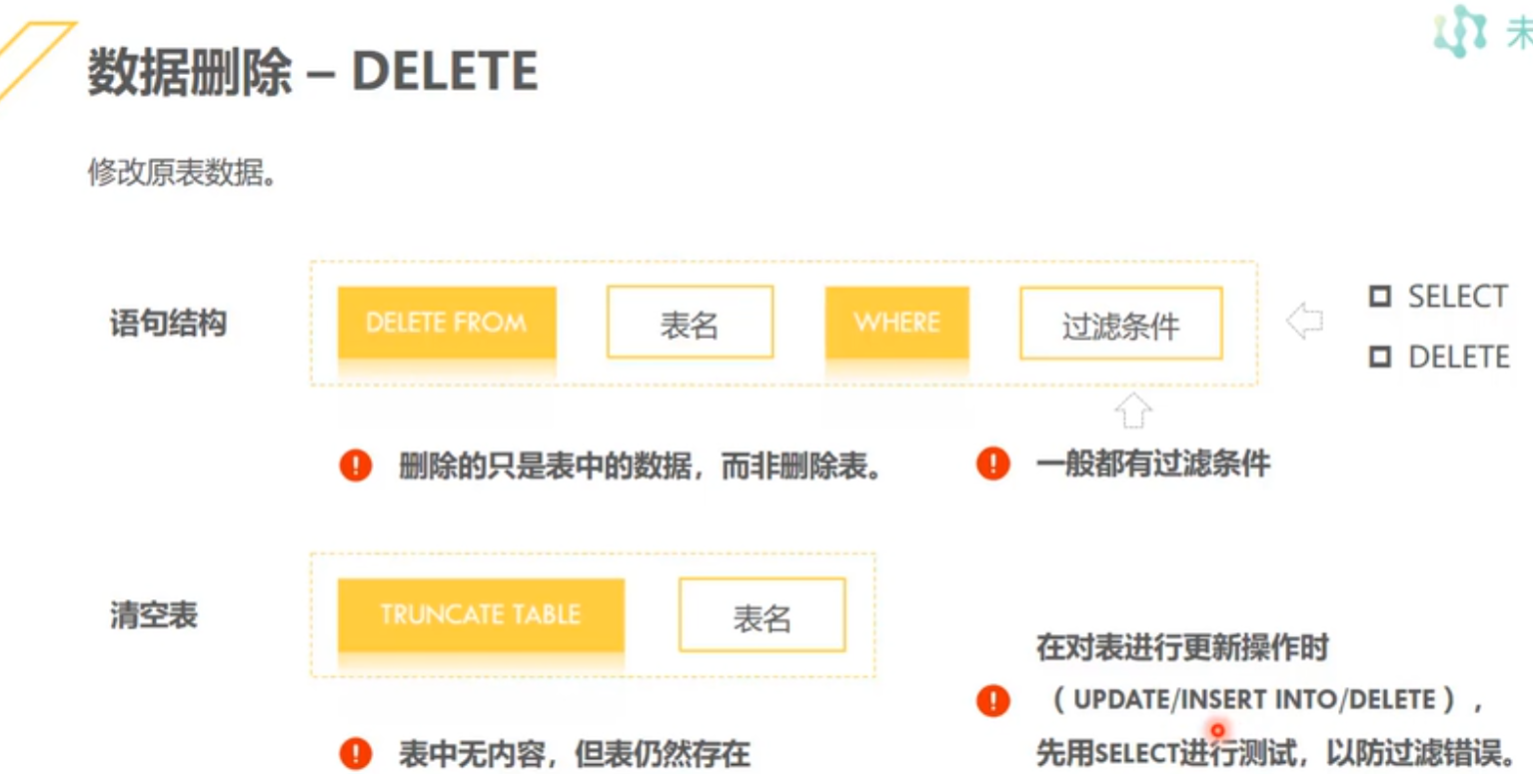 未
数据删除 – DELETE
修改原表数据。
语句结构
DELETE FROM
表名
WHERE
过滤条件
SELECT
DELETE
删除的只是表中的数据，而非删除表。
一般都有过滤条件
清空表
TRUNCATE TABLE
表名
表中无内容，但表仍然存在
在对表进行更新操作时
（ UPDATE/INSERT INTO/DELETE ），
先用SELECT进行测试，以防过滤错误。